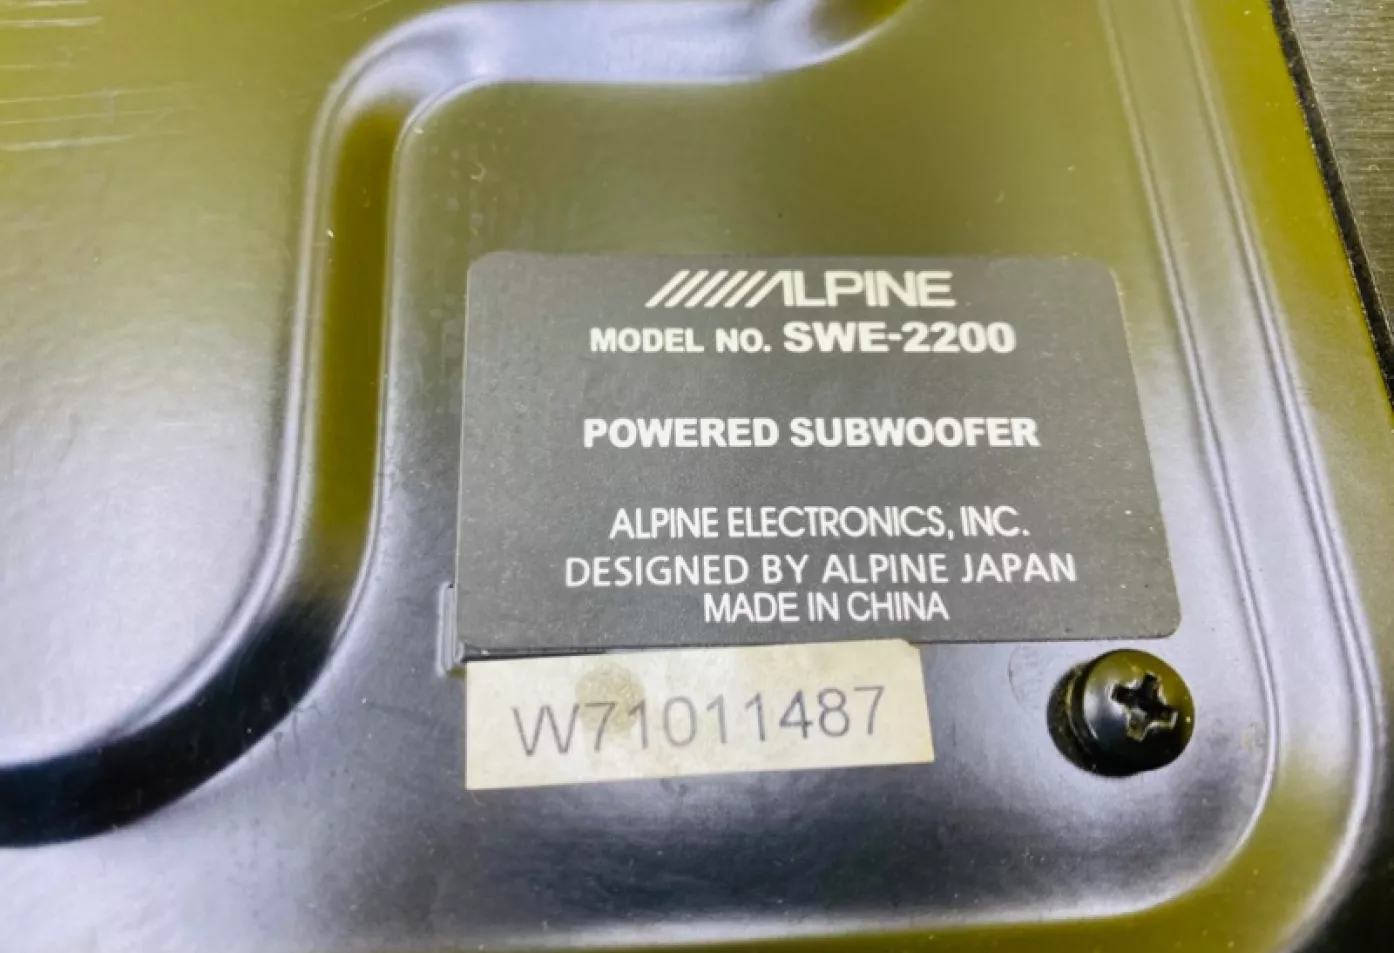 ALPINE
MODEL NO. SWE-2200
POWERED SUBWOOFER
ALPINE ELECTRONICS, INC.
DESIGNED BY ALPINE JAPAN
MADE IN CHINA
W71011487